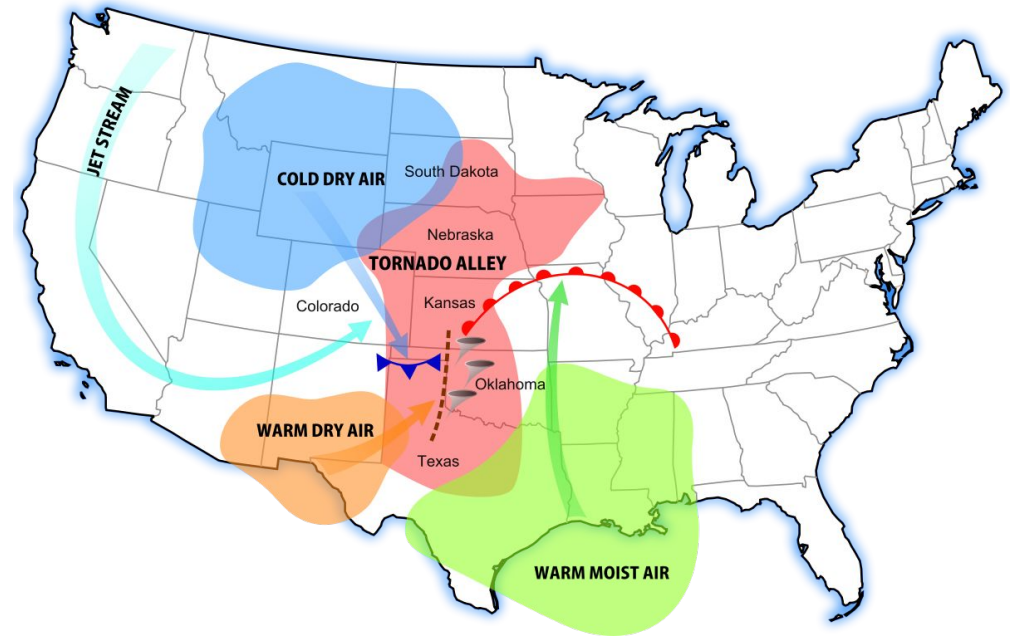 JET STREAM
COLD DRY AIR
South Dakota
Nebraska
TORNADO ALLEY
Colorado
Kansas
Oklahoma
WARM DRY AIR
Texas
WARM MOIST AIR